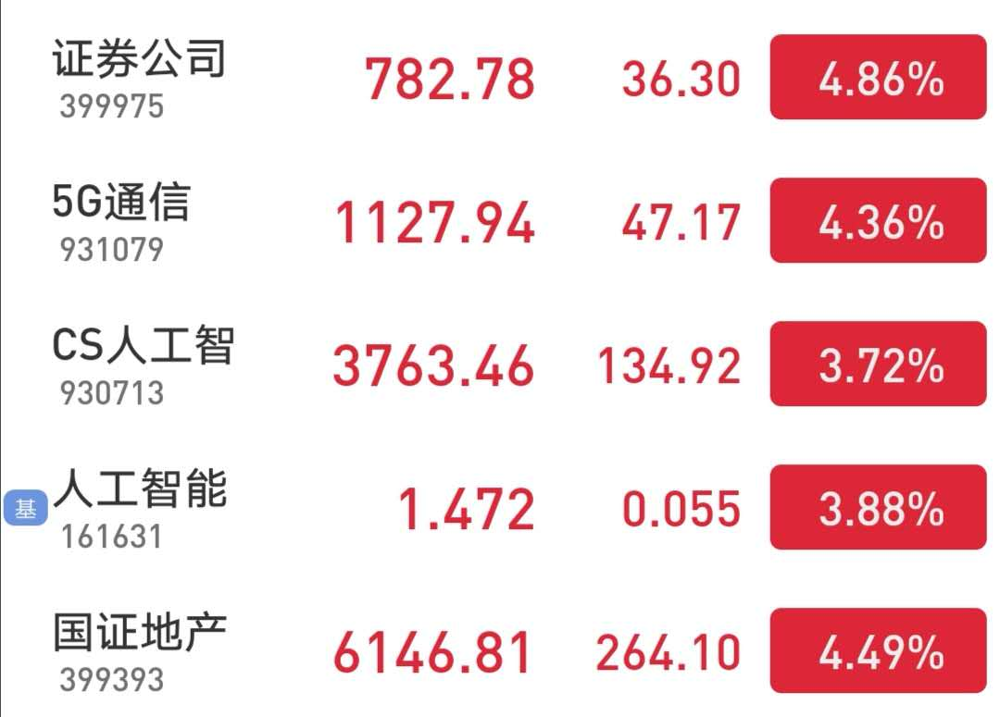 证券公司 782.78 36.30 4.86%
399975
5G通信 1127.94 47.17 4.36%
931079
CS人工智 3763.46 134.92 3.72%
930713
基 人工智能 1.472 0.055 3.88%
161631
国证地产 6146.81 264.10 4.49%
399393